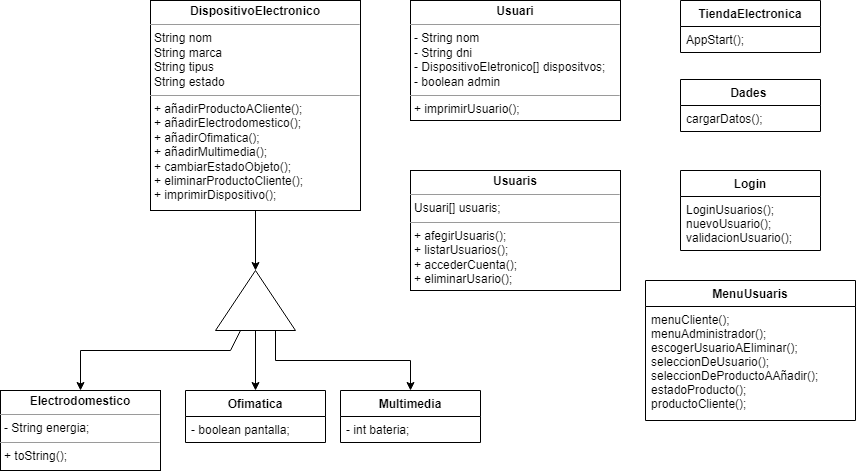 DispositivoElectronico
String nom
String marca
String tipus
String estado
+ añadirProductoACliente();
+ añadirElectrodomestico();
+ añadirOfimatica();
+ añadirMultimedia();
+ cambiarEstadoObjeto();
+ eliminarProductoCliente();
+ imprimirDispositivo();
Usuari
- String nom
- String dni
- DispositivoEletronico[] dispositvos;
- boolean admin
+ imprimirUsuario();
TiendaElectronica
AppStart();
Dades
cargarDatos();
Usuaris
Usuari[] usuaris;
+ afegirUsuaris();
+ listarUsuarios();
+ accederCuenta();
+ eliminarUsario();
Login
LoginUsuarios();
nuevoUsuario();
validacionUsuario();
MenuUsuaris
menuCliente();
menuAdministrador();
escogerUsuarioAEliminar();
seleccionDeUsuario();
seleccionDeProductoAAñadir();
estadoProducto();
productoCliente();
Electrodomestico
- String energia;
+ toString();
Ofimatica
- boolean pantalla;
Multimedia
- int bateria;